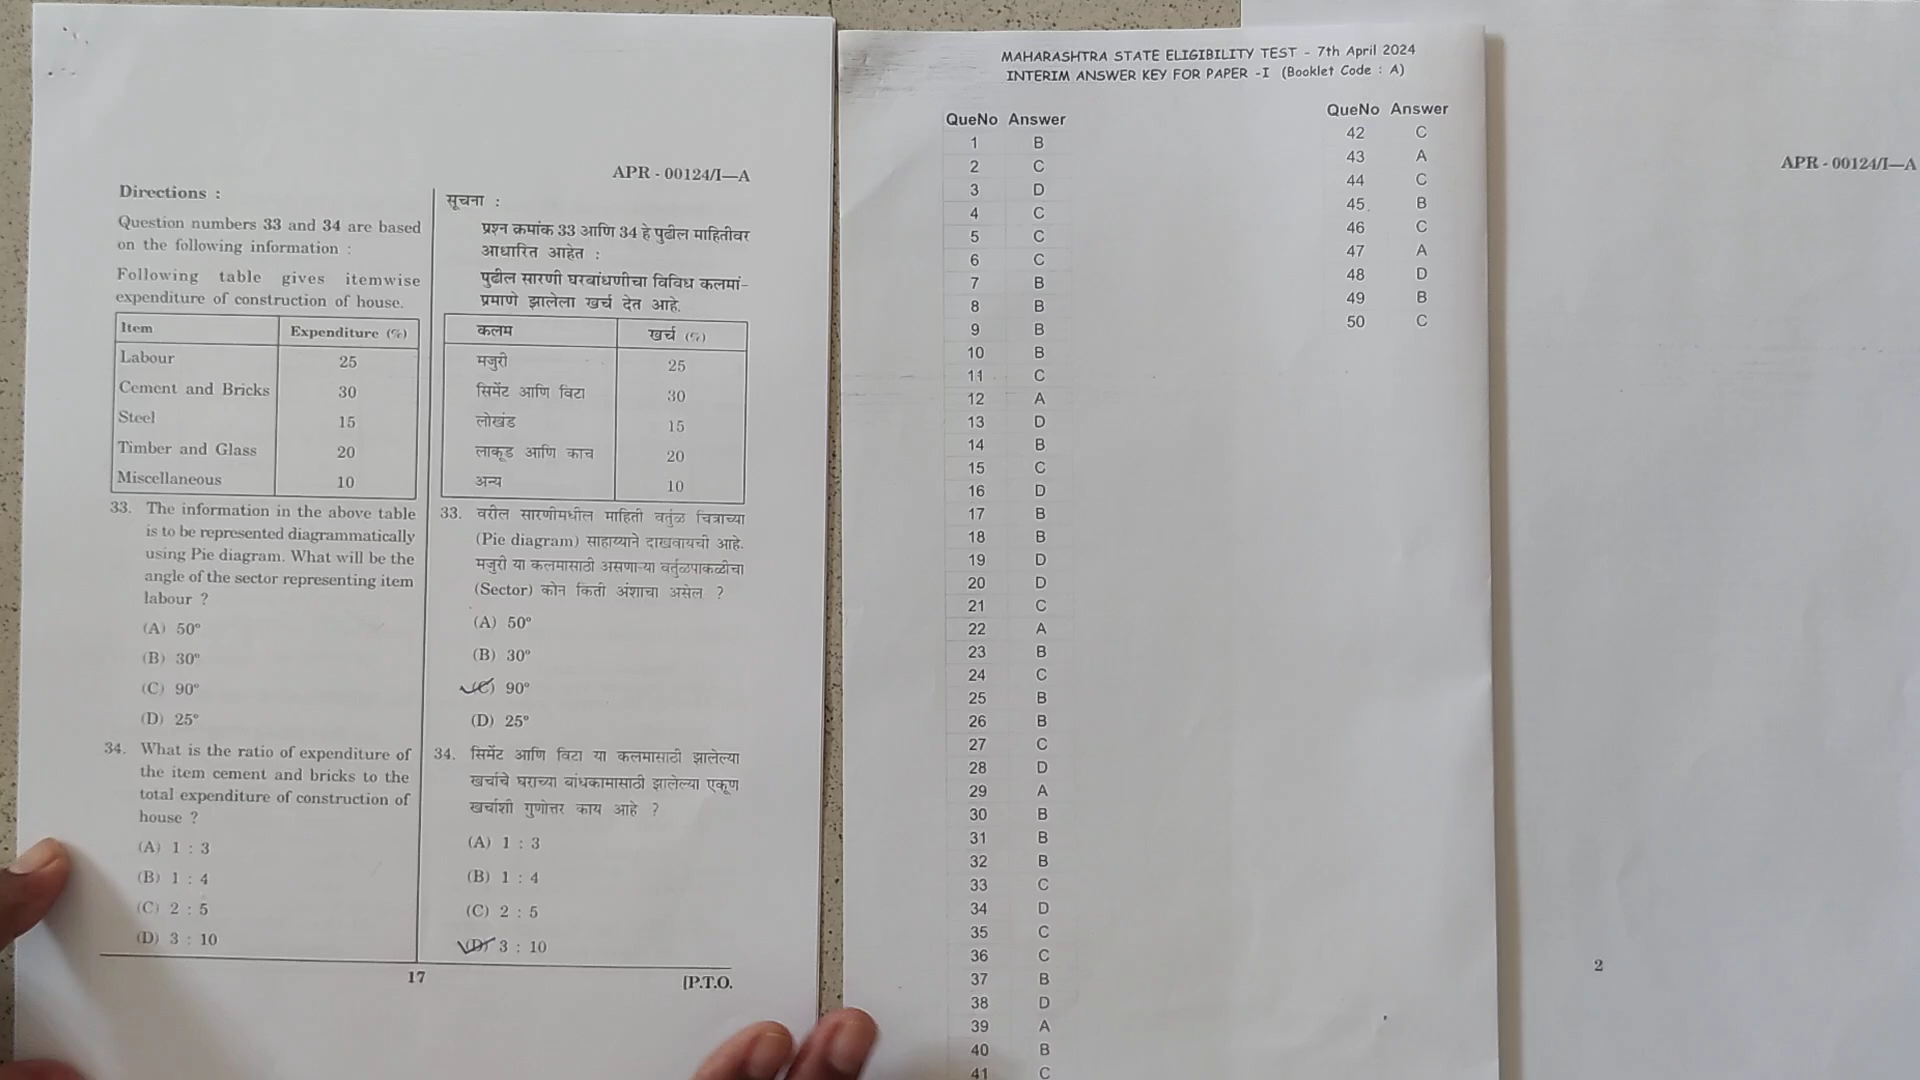 APR - 00124/I—A
Directions :
Question numbers 33 and 34 are based
on the following information :
Following table gives itemwise
expenditure of construction of house.
Item Expenditure (%)
Labour 25
Cement and Bricks 30
Steel 15
Timber and Glass 20
Miscellaneous 10
33. The information in the above table
is to be represented diagrammatically
using Pie diagram. What will be the
angle of the sector representing item
labour ?
(A) 50°
(B) 30°
(C) 90°
(D) 25°
34. What is the ratio of expenditure of
the item cement and bricks to the
total expenditure of construction of
house ?
(A) 1 : 3
(B) 1 : 4
(C) 2 : 5
(D) 3 : 10
सूचना :
प्रश्न क्रमांक 33 आणि 34 हे पुढील माहितीवर
आधारित आहेत :
पुढील सारणी घरबांधणीचा विविध कलमां-
प्रमाणे झालेला खर्च देत आहे.
कलम खर्च (%)
मजुरी 25
सिमेंट आणि विटा 30
लोखंड 15
लाकूड आणि काच 20
अन्य 10
33. वरील सारणीमधील माहिती वर्तुळ चित्राच्या
(Pie diagram) साहाय्याने दाखवायची आहे.
मजुरी या कलमासाठी असणाऱ्या वर्तुळपाकळीचा
(Sector) कोन किती अंशाचा असेल ?
(A) 50°
(B) 30°
(C) 90°
(D) 25°
34. सिमेंट आणि विटा या कलमासाठी झालेल्या
खर्चाचे घराच्या बांधकामासाठी झालेल्या एकूण
खर्चाशी गुणोत्तर काय आहे ?
(A) 1 : 3
(B) 1 : 4
(C) 2 : 5
(D) 3 : 10
17
[P.T.O.
MAHARASHTRA STATE ELIGIBILITY TEST - 7th April 2024
INTERIM ANSWER KEY FOR PAPER -I (Booklet Code : A)
QueNo Answer
1 B
2 C
3 D
4 C
5 C
6 C
7 B
8 B
9 B
10 B
11 C
12 A
13 D
14 B
15 C
16 D
17 B
18 B
19 D
20 D
21 C
22 A
23 B
24 C
25 B
26 B
27 C
28 D
29 A
30 B
31 B
32 B
33 C
34 D
35 C
36 C
37 B
38 D
39 A
40 B
41 C
QueNo Answer
42 C
43 A
44 C
45 B
46 C
47 A
48 D
49 B
50 C
APR - 00124/I—A
2